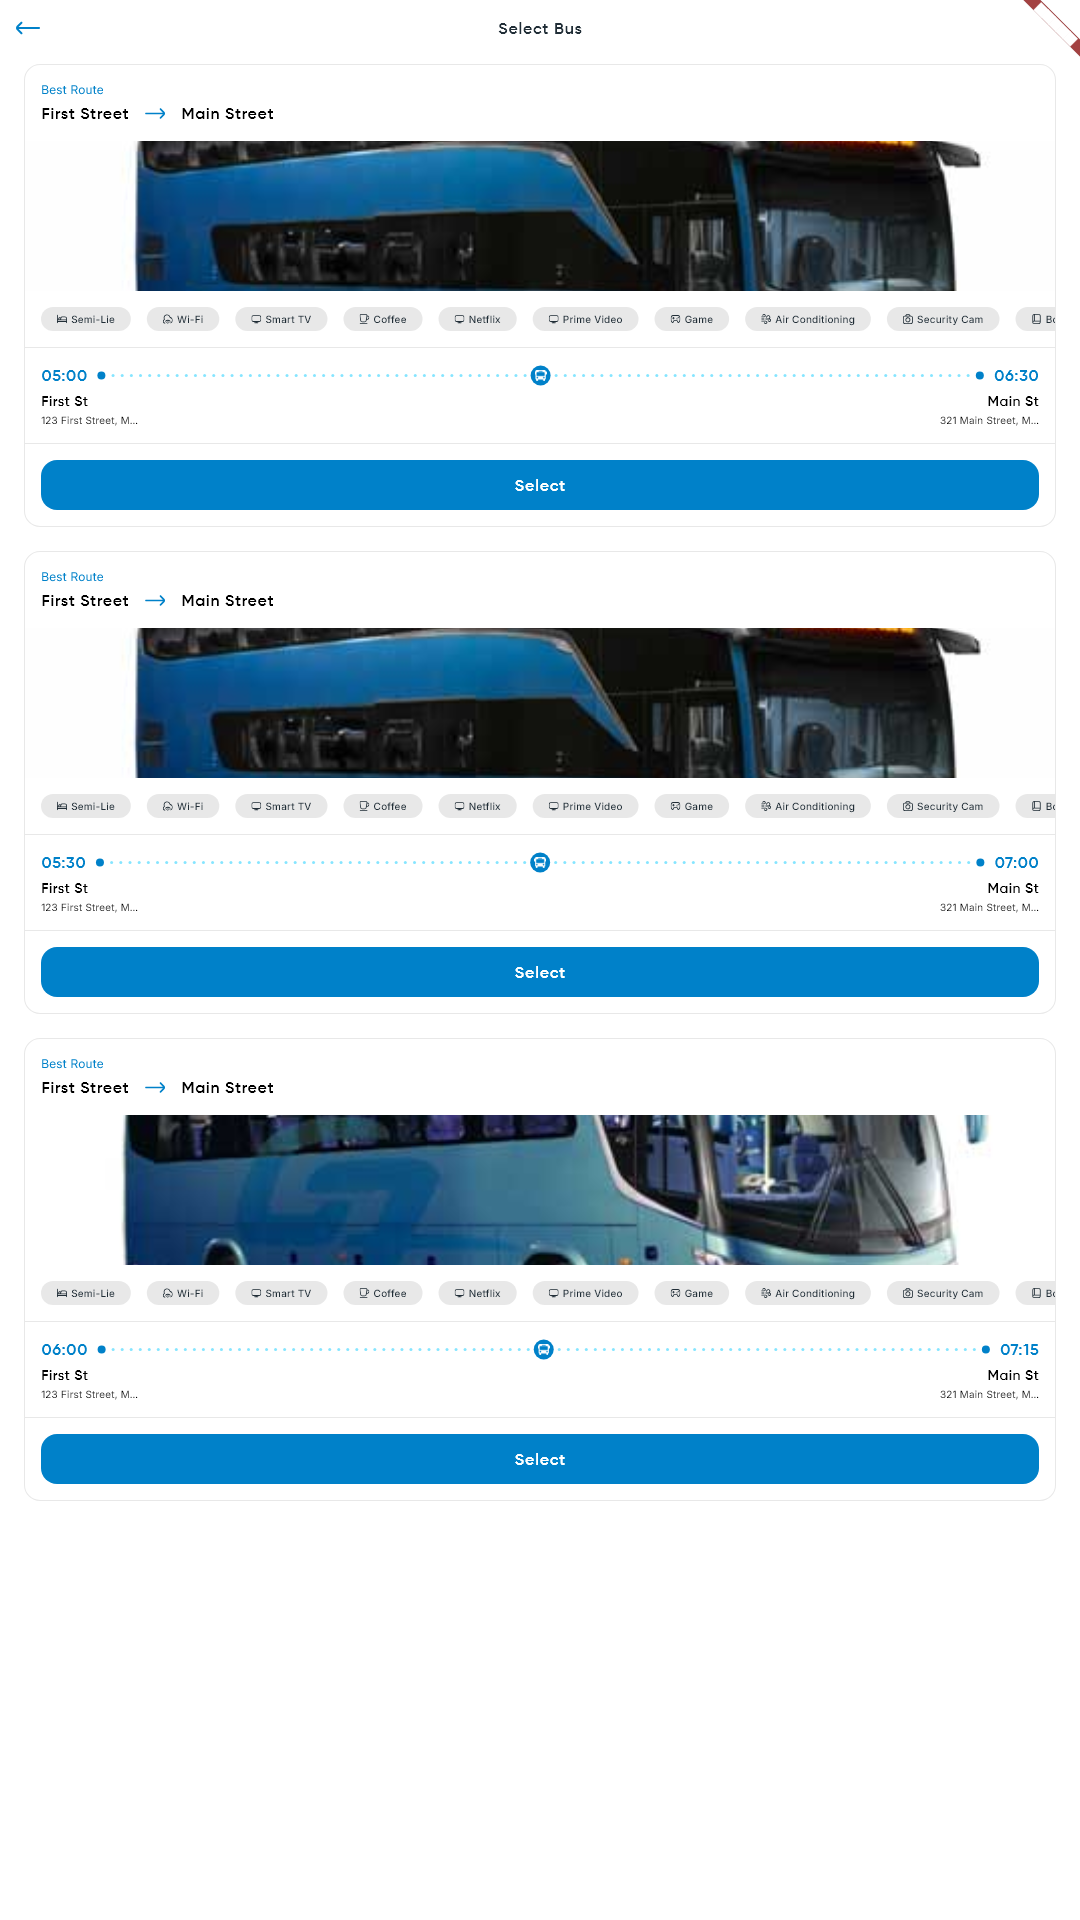 Select Bus
Best Route
First Street Main Street
Semi-Lie Wi-Fi Smart TV Coffee Netflix Prime Video Game Air Conditioning Security Cam
05:00 06:30
First St Main St
123 First Street, M... 321 Main Street, M...
Select
Best Route
First Street Main Street
Semi-Lie Wi-Fi Smart TV Coffee Netflix Prime Video Game Air Conditioning Security Cam
05:30 07:00
First St Main St
123 First Street, M... 321 Main Street, M...
Select
Best Route
First Street Main Street
Semi-Lie Wi-Fi Smart TV Coffee Netflix Prime Video Game Air Conditioning Security Cam
06:00 07:15
First St Main St
123 First Street, M... 321 Main Street, M...
Select